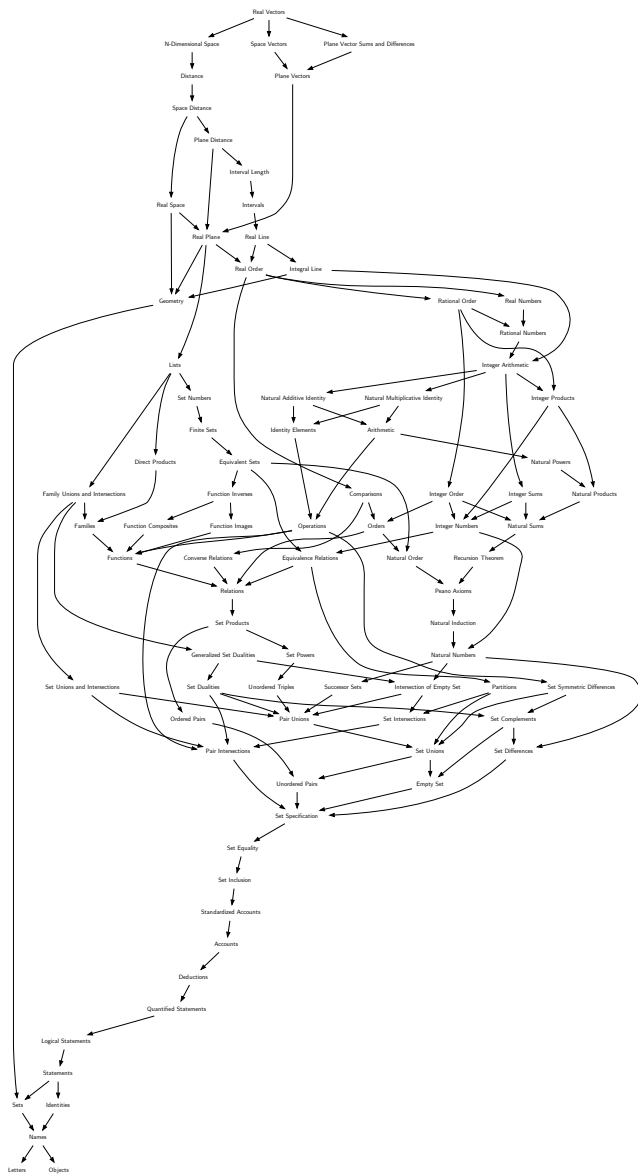 Real Vectors
N-Dimensional Space
Space Vectors
Plane Vector Sums and Differences
Distance
Plane Vectors
Space Distance
Plane Distance
Interval Length
Real Space
Intervals
Real Plane
Real Line
Real Order
Integral Line
Geometry
Rational Order
Real Numbers
Rational Numbers
Lists
Integer Arithmetic
Set Numbers
Natural Additive Identity
Natural Multiplicative Identity
Integer Products
Finite Sets
Identity Elements
Arithmetic
Direct Products
Equivalent Sets
Natural Powers
Family Unions and Intersections
Function Inverses
Comparisons
Integer Order
Integer Sums
Natural Products
Families
Function Composites
Function Images
Operations
Orders
Integer Numbers
Natural Sums
Functions
Converse Relations
Equivalence Relations
Natural Order
Recursion Theorem
Relations
Peano Axioms
Set Products
Natural Induction
Generalized Set Dualities
Set Powers
Natural Numbers
Set Unions and Intersections
Set Dualities
Unordered Triples
Successor Sets
Intersection of Empty Set
Partitions
Set Symmetric Differences
Ordered Pairs
Pair Unions
Set Intersections
Set Complements
Pair Intersections
Set Unions
Set Differences
Unordered Pairs
Empty Set
Set Specification
Set Equality
Set Inclusion
Standardized Accounts
Accounts
Deductions
Quantified Statements
Logical Statements
Statements
Sets
Identities
Names
Letters
Objects